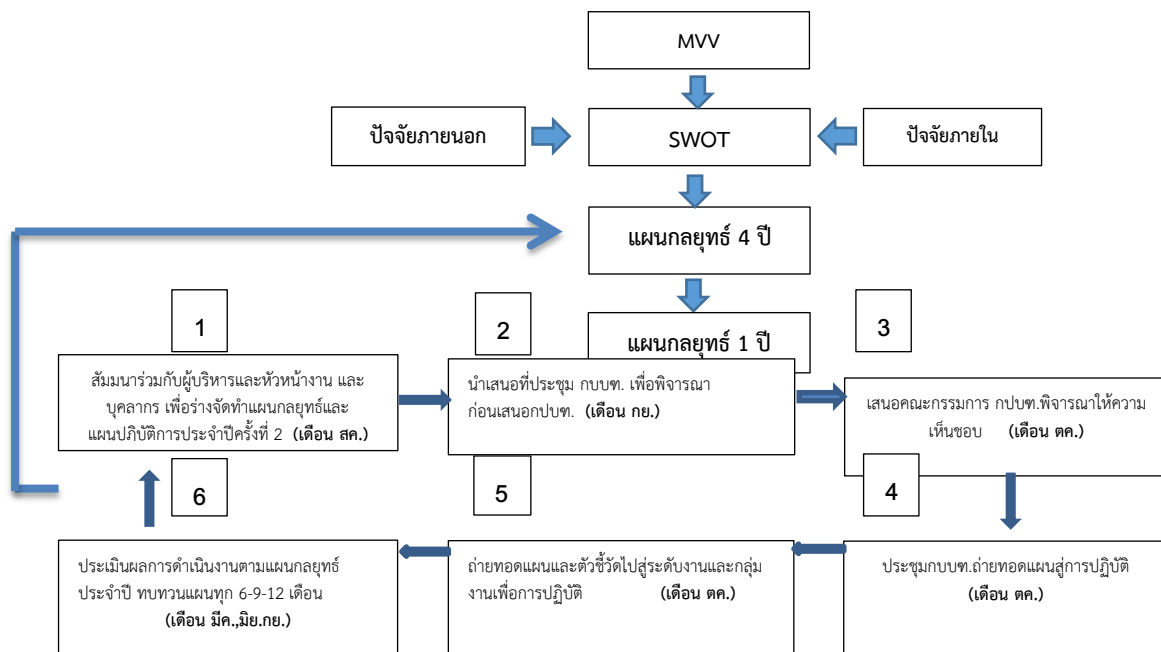 MVV
ปัจจัยภายนอก
SWOT
ปัจจัยภายใน
แผนกลยุทธ์ 4 ปี
แผนกลยุทธ์ 1 ปี
1
สัมมนาร่วมกับผู้บริหารและหัวหน้างาน และ
บุคลากร เพื่อร่างจัดทำแผนกลยุทธ์และ
แผนปฏิบัติการประจำปีครั้งที่ 2 (เดือน สค.)
2
นำเสนอที่ประชุม กบบฑ. เพื่อพิจารณา
ก่อนเสนอกปบฑ. (เดือน กย.)
3
เสนอคณะกรรมการ กปบฑ.พิจารณาให้ความ
เห็นชอบ (เดือน ตค.)
4
ประชุมกบบฑ.ถ่ายทอดแผนสู่การปฏิบัติ
(เดือน ตค.)
5
ถ่ายทอดแผนและตัวชี้วัดไปสู่ระดับงานและกลุ่ม
งานเพื่อการปฏิบัติ (เดือน ตค.)
6
ประเมินผลการดำเนินงานตามแผนกลยุทธ์
ประจำปี ทบทวนแผนทุก 6-9-12 เดือน
(เดือน มีค.,มิย.กย.)